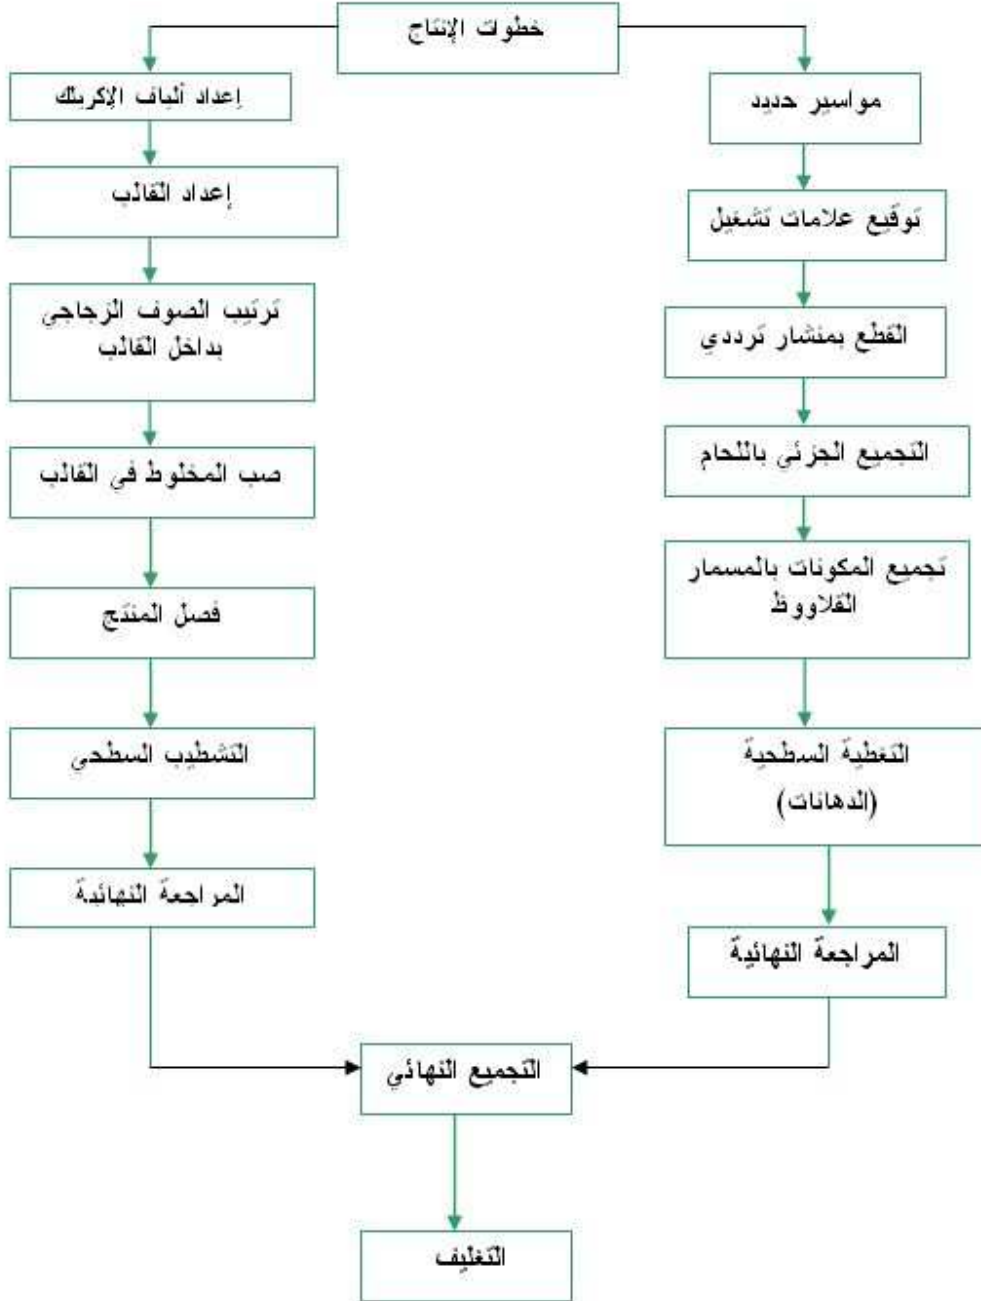 خطوات الإنتاج
مواسير حديد
توقيع علامات تشغيل
القطع بمنشار ترددي
التجميع الجزئي باللحام
تجميع المكونات بالمسمار
القلاووظ
التغطية السطحية
(الدهانات)
المراجعة النهائية
إعداد ألياف الإكريلك
إعداد القالب
ترتيب الصوف الزجاجي
بداخل القالب
صب المخلوط في القالب
فصل المنتج
التشطيب السطحي
المراجعة النهائية
التجميع النهائي
التغليف